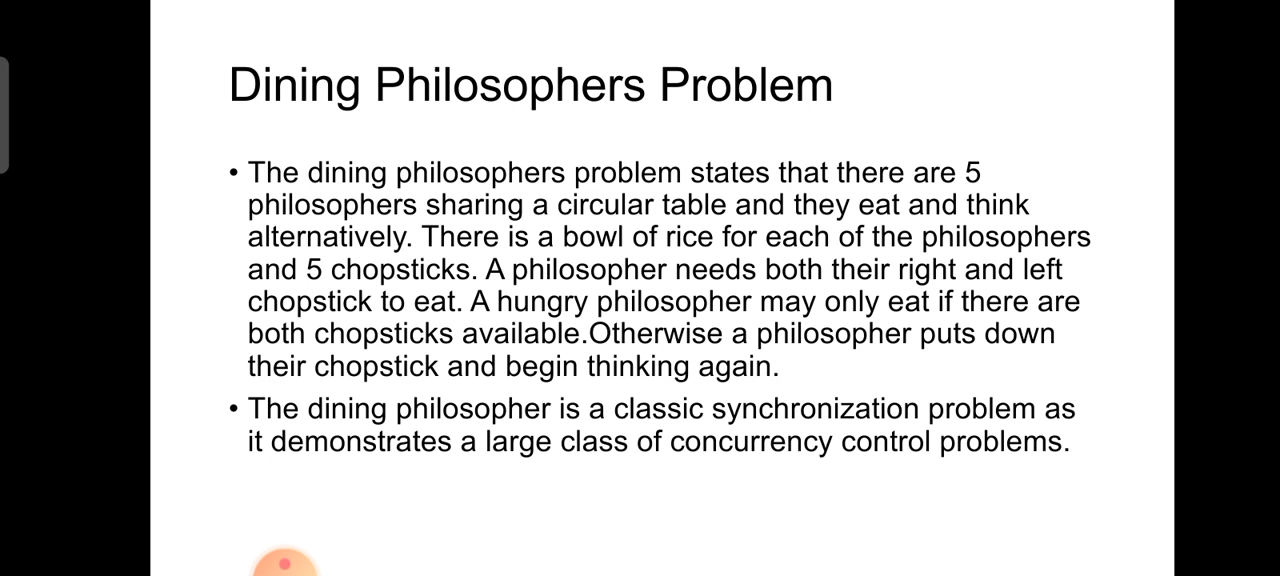 Dining Philosophers Problem
• The dining philosophers problem states that there are 5
philosophers sharing a circular table and they eat and think
alternatively. There is a bowl of rice for each of the philosophers
and 5 chopsticks. A philosopher needs both their right and left
chopstick to eat. A hungry philosopher may only eat if there are
both chopsticks available.Otherwise a philosopher puts down
their chopstick and begin thinking again.
• The dining philosopher is a classic synchronization problem as
it demonstrates a large class of concurrency control problems.